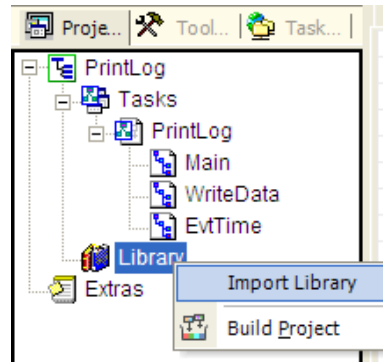 Proje... Tool... Task...
PrintLog
Tasks
PrintLog
Main
WriteData
EvtTime
Library
Import Library
Extras
Build Project